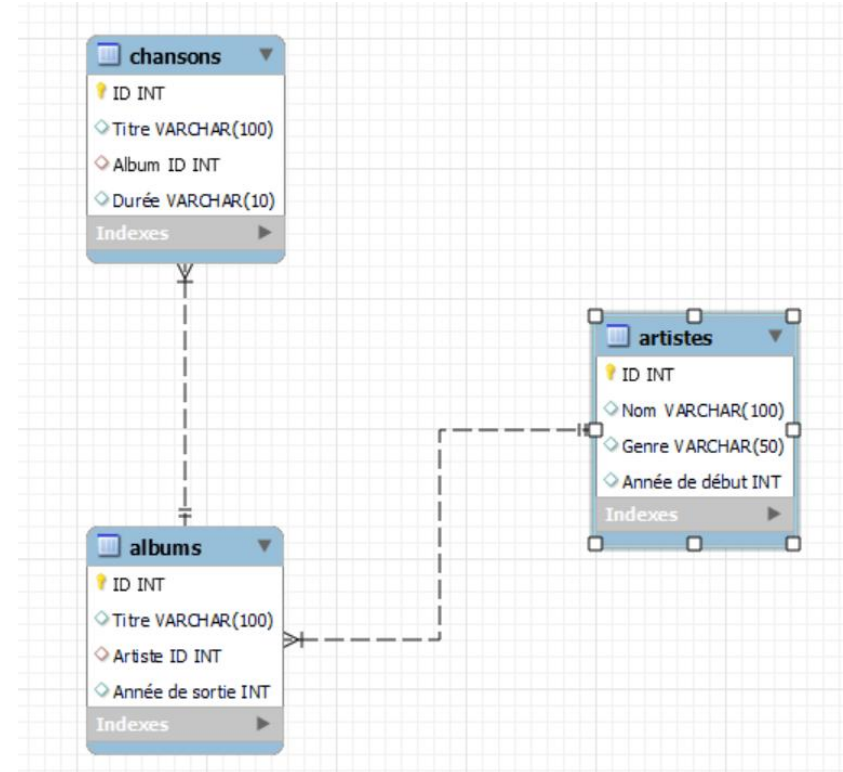 chansons
ID INT
Titre VARCHAR(100)
Album ID INT
Durée VARCHAR(10)
Indexes
artistes
ID INT
Nom VARCHAR(100)
Genre VARCHAR(50)
Année de début INT
Indexes
albums
ID INT
Titre VARCHAR(100)
Artiste ID INT
Année de sortie INT
Indexes